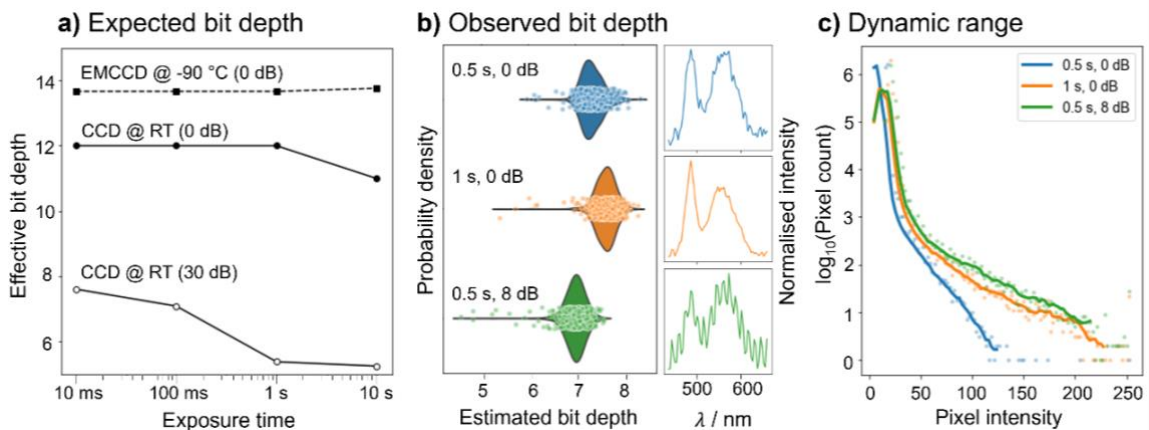 a) Expected bit depth
EMCCD @ -90 °C (0 dB)
CCD @ RT (0 dB)
CCD @ RT (30 dB)
Effective bit depth
14
12
10
8
6
10 ms
100 ms
1 s
10 s
Exposure time
b) Observed bit depth
0.5 s, 0 dB
1 s, 0 dB
0.5 s, 8 dB
Probability density
5
6
7
8
Estimated bit depth
Normalised intensity
500
600
λ / nm
c) Dynamic range
0.5 s, 0 dB
1 s, 0 dB
0.5 s, 8 dB
log₁₀(Pixel count)
6
5
4
3
2
1
0
0
50
100
150
200
250
Pixel intensity